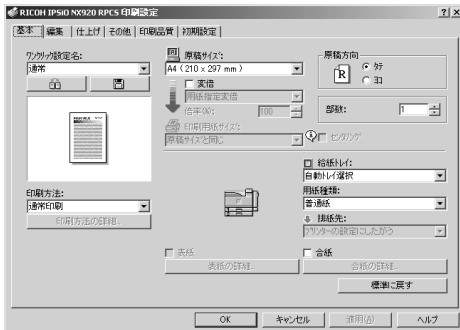 RICOH IPSiO NX920 RPCS 印刷設定
基本 編集 仕上げ その他 印刷品質 初期設定
ワンクリック設定名:
通常
印刷方法:
通常印刷
印刷方法の詳細...
原稿サイズ:
A4 (210 x 297 mm)
変倍
用紙指定変倍
倍率(%): 100
印刷用紙サイズ:
原稿サイズと同じ
原稿方向
R
タテ
ヨコ
部数: 1
センタリング
給紙トレイ:
自動トレイ選択
用紙種類:
普通紙
排紙先:
プリンターの設定にしたがう
表紙
表紙の詳細...
合紙
合紙の詳細...
標準に戻す
OK キャンセル 適用(A) ヘルプ